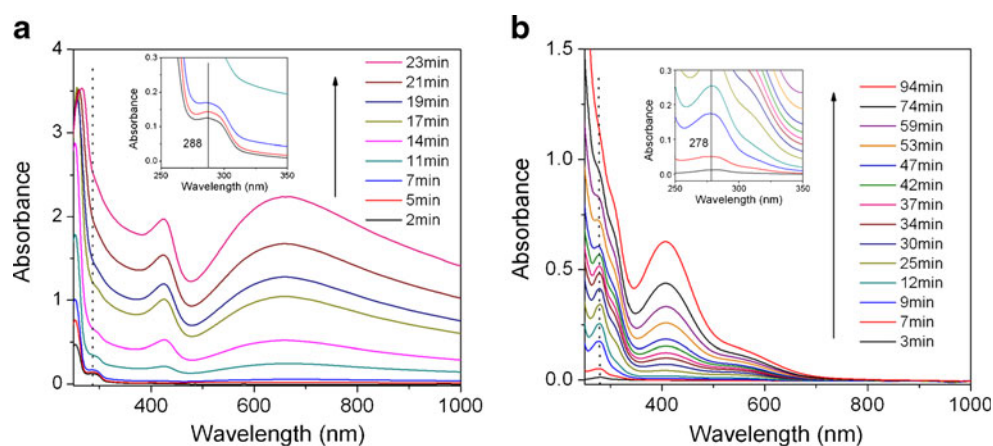 a
Absorbance
4
3
2
1
0
400
600
800
1000
Wavelength (nm)
23min
21min
19min
17min
14min
11min
7min
5min
2min
Absorbance
0.3
0.2
0.1
0.0
288
250
300
350
Wavelength (nm)
b
Absorbance
1.5
1.0
0.5
0.0
400
600
800
1000
Wavelength (nm)
94min
74min
59min
53min
47min
42min
37min
34min
30min
25min
12min
9min
7min
3min
Absorbance
0.3
0.2
0.1
0.0
278
250
300
350
Wavelength (nm)